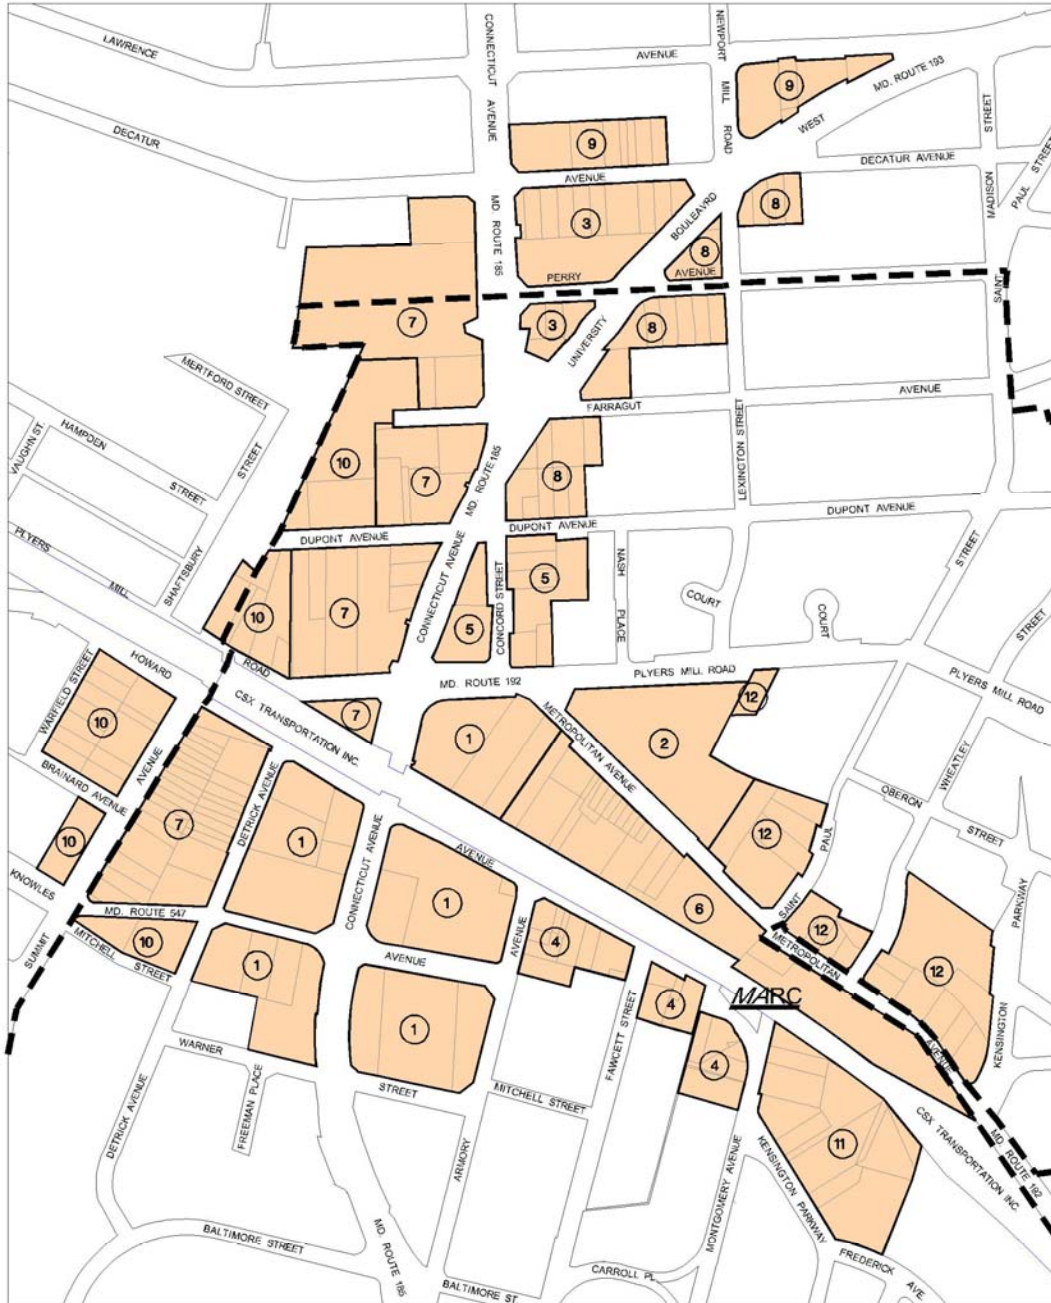 LAWRENCE
AVENUE
CONNECTICUT AVENUE
NEWPORT MILL ROAD
MD. ROUTE 193
WEST
9
9
DECATUR
AVENUE
DECATUR AVENUE
STREET
MADISON
PAUL STREET
SAINT
MD. ROUTE 185
3
8
BOULEAVRD
8
PERRY
AVENUE
7
3
UNIVERSITY
8
MERTFORD STREET
FARRAGUT
AVENUE
VAUGHN ST.
HAMPDEN
STREET
STREET
SHAFTSBURY
10
7
MD. ROUTE 185
8
LEXINGTON STREET
DUPONT AVENUE
DUPONT AVENUE
DUPONT AVENUE
PLYERS
MILL
ROAD
10
7
CONNECTICUT AVENUE
5
CONCORD STREET
5
NASH PLACE
COURT
COURT
STREET
STREET
HOWARD
MD. ROUTE 192
PLYERS MILL ROAD
PLYERS MILL ROAD
WARFIELD STREET
10
CSX TRANSPORTATION INC.
7
1
METROPOLITAN AVENUE
2
12
WHEATLEY
BRAINARD AVENUE
AVENUE
7
DETRICK AVENUE
1
CONNECTICUT AVENUE
AVENUE
OBERON
STREET
PAUL
SAINT
12
10
KNOWLES
MD. ROUTE 547
MITCHELL STREET
10
SUMMIT
1
1
AVENUE
AVENUE
4
6
12
METROPOLITAN
12
PARKWAY
KENSINGTON
1
4
MARC
4
FAWCETT STREET
AVENUE
WARNER
STREET
FREEMAN PLACE
DETRICK AVENUE
MITCHELL STREET
ARMORY
11
CSX TRANSPORTATION INC.
MD. ROUTE 192
MONTGOMERY AVENUE
KENSINGTON PARKWAY
BALTIMORE STREET
MD. ROUTE 185
BALTIMORE ST.
CARROLL PL.
FREDERICK AVE.